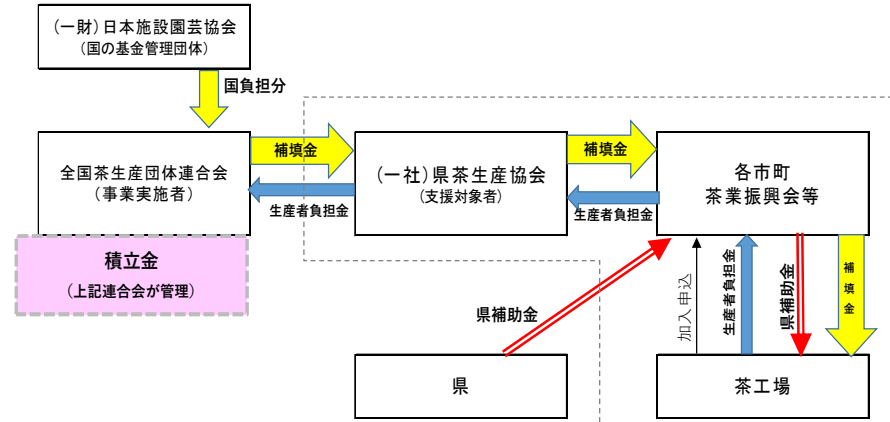 (一財)日本施設園芸協会
(国の基金管理団体)
国負担分
全国茶生産団体連合会
(事業実施者)
補填金
生産者負担金
(一社)県茶生産協会
(支援対象者)
補填金
生産者負担金
各市町
茶業振興会等
積立金
(上記連合会が管理)
県補助金
加入申込
生産者負担金
県補助金
補填金
県
茶工場